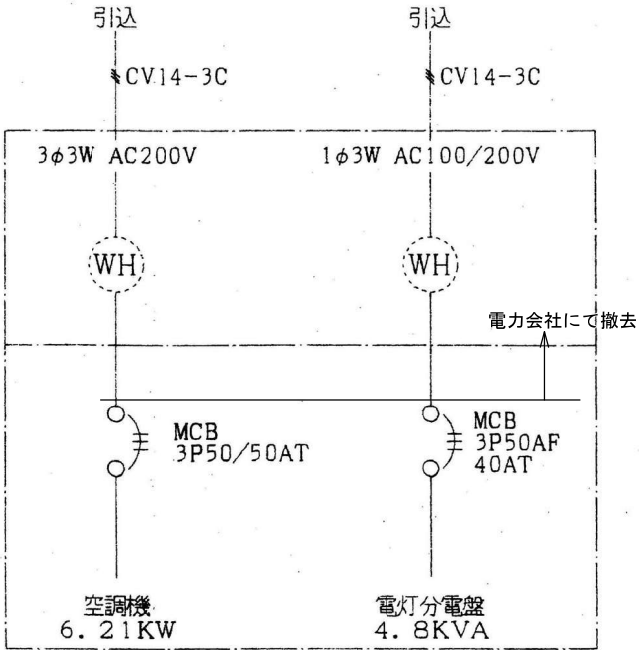 引込
引込
CV14-3C
CV14-3C
3φ3W AC200V
1φ3W AC100/200V
WH
WH
電力会社にて撤去
MCB
3P50/50AT
MCB
3P50AF
40AT
空調機
6.21KW
電灯分電盤
4.8KVA